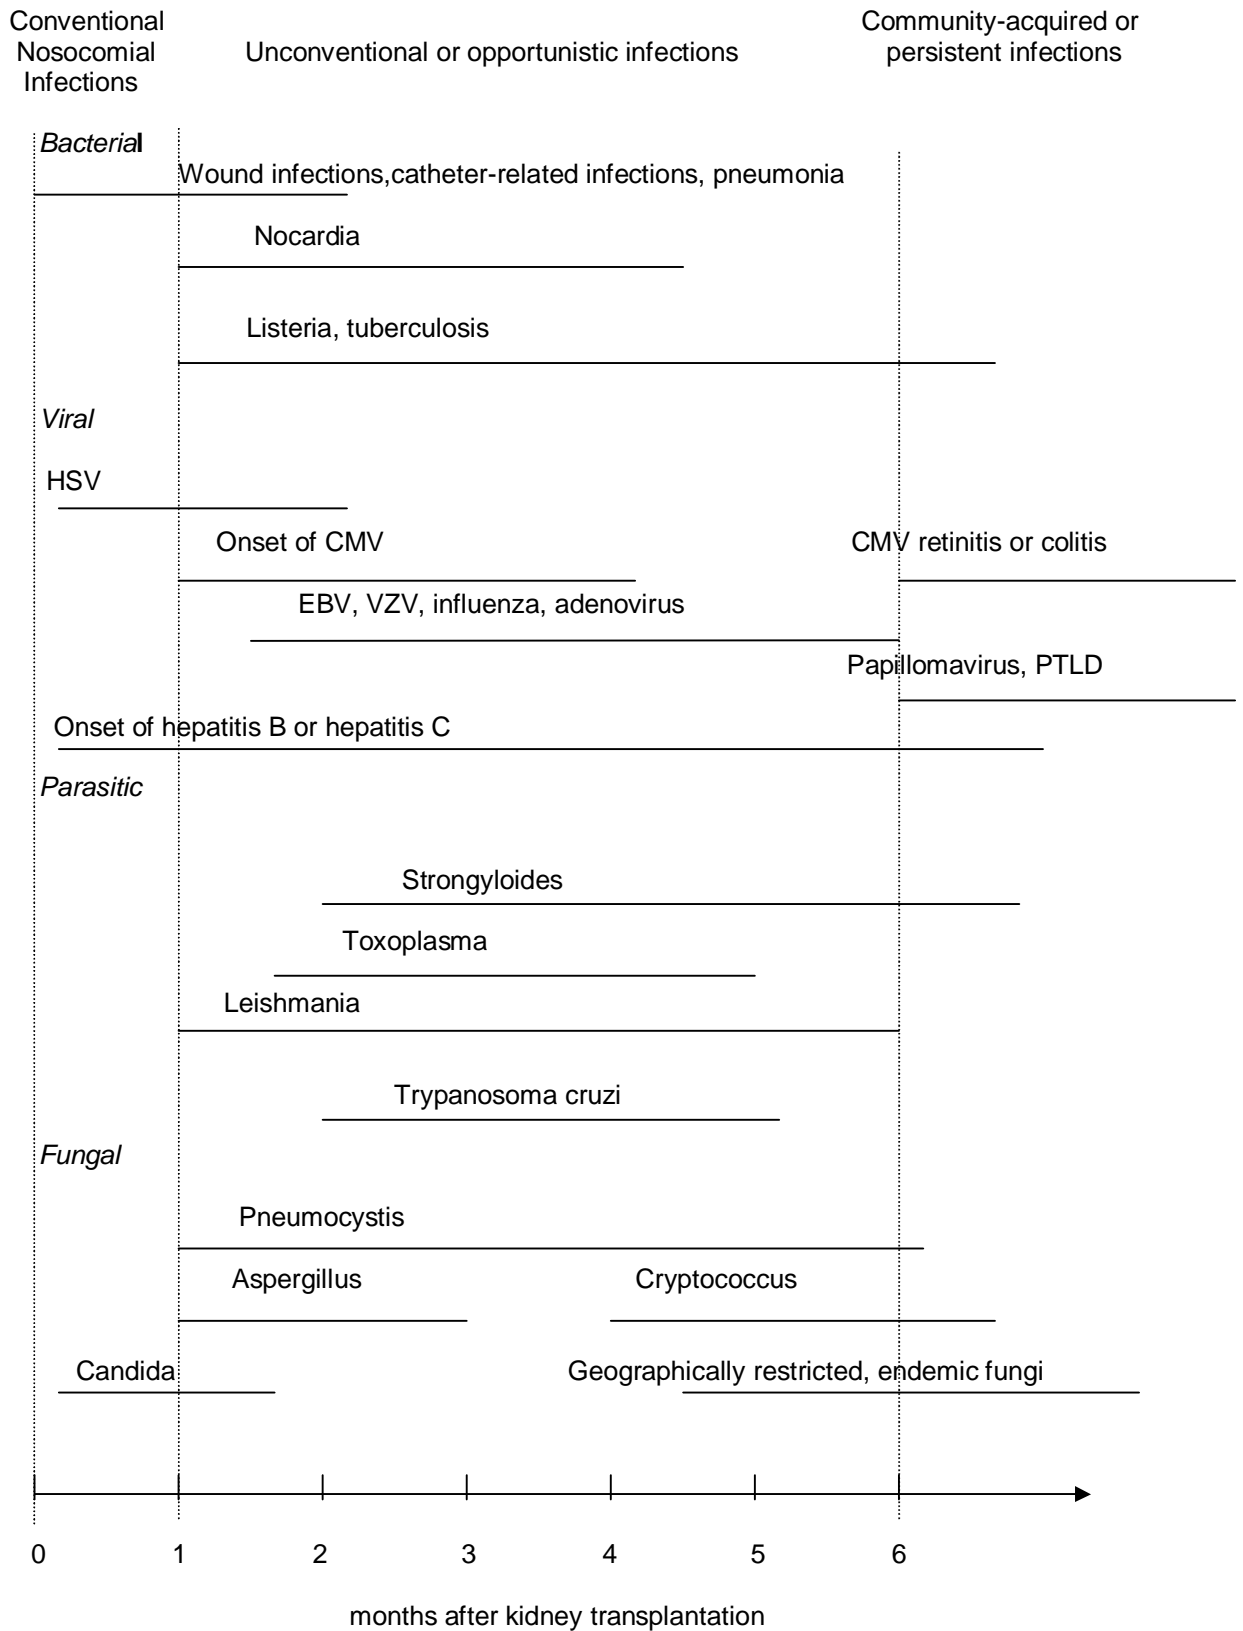 Conventional
Nosocomial
Infections
Unconventional or opportunistic infections
Community-acquired or
persistent infections
Bacterial
Wound infections,catheter-related infections, pneumonia
Nocardia
Listeria, tuberculosis
Viral
HSV
Onset of CMV
CMV retinitis or colitis
EBV, VZV, influenza, adenovirus
Papillomavirus, PTLD
Onset of hepatitis B or hepatitis C
Parasitic
Strongyloides
Toxoplasma
Leishmania
Trypanosoma cruzi
Fungal
Pneumocystis
Aspergillus
Cryptococcus
Candida
Geographically restricted, endemic fungi
0 1 2 3 4 5 6
months after kidney transplantation